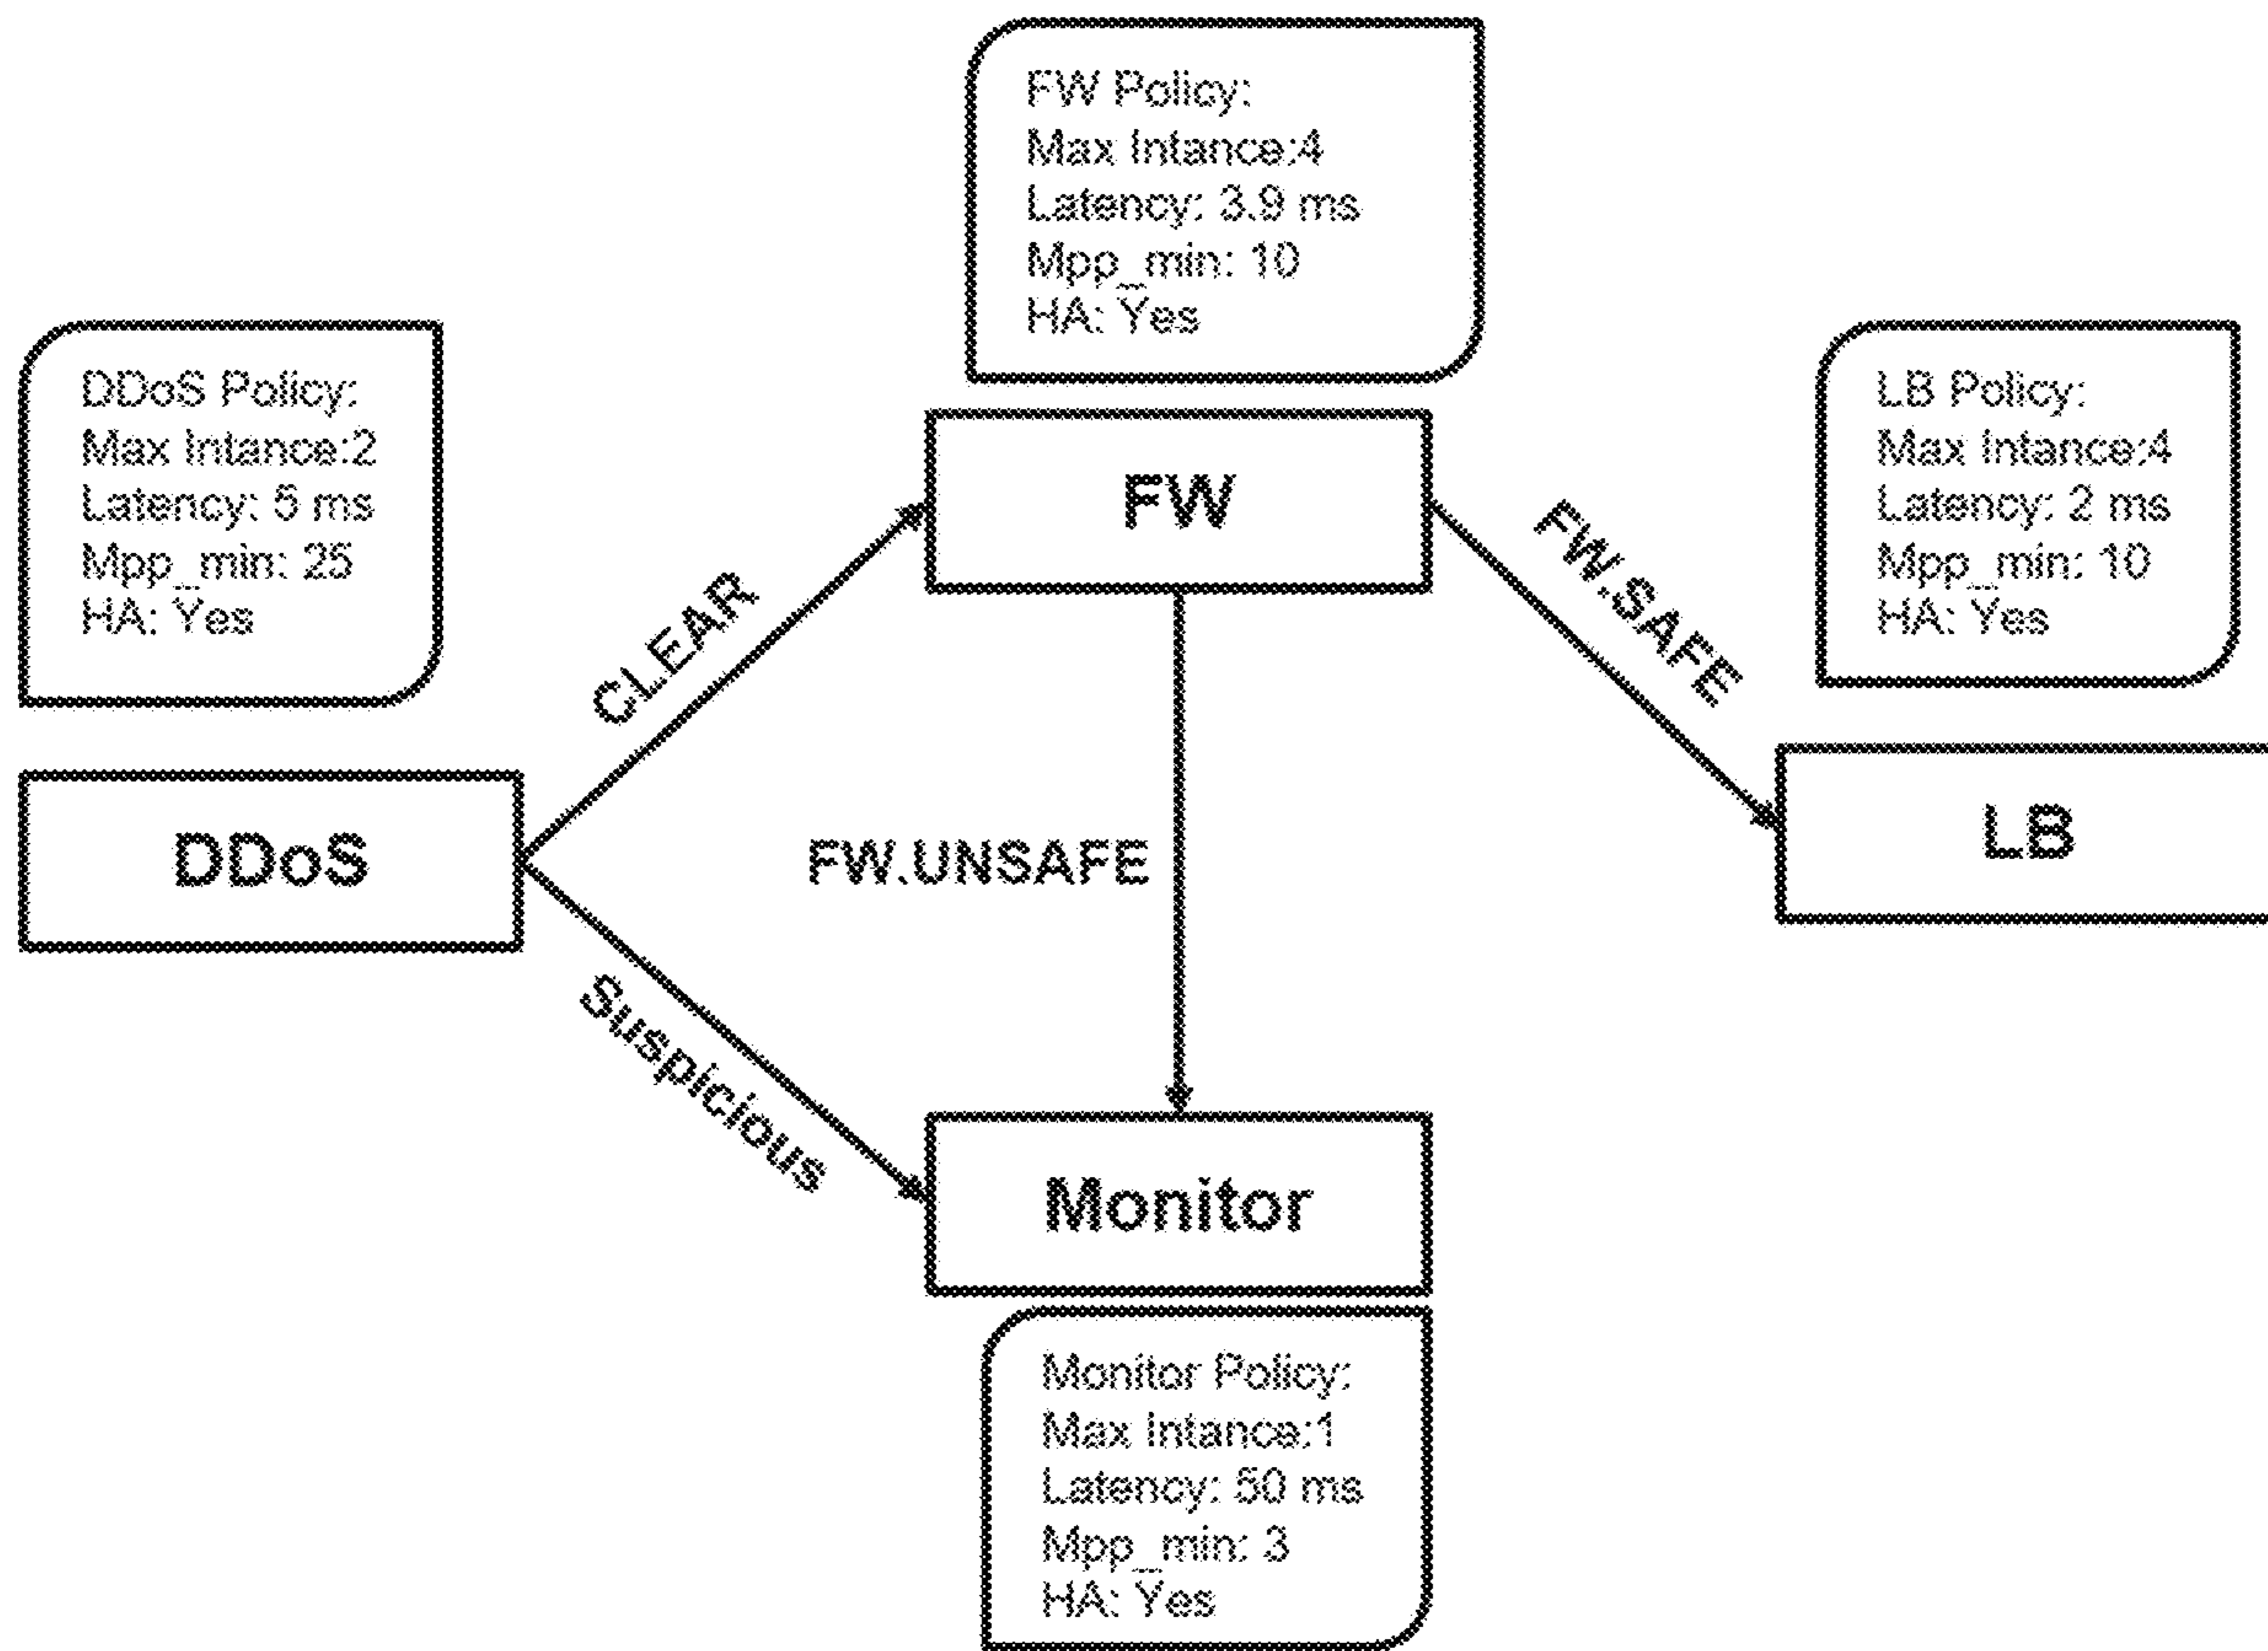 FW Policy:
Max Intance:4
Latency: 3.9 ms
Mpp_min: 10
HA: Yes
DDoS Policy:
Max Intance:2
Latency: 5 ms
Mpp_min: 25
HA: Yes
LB Policy:
Max Intance:4
Latency: 2 ms
Mpp_min: 10
HA: Yes
FW
CLEAR
FW.SAFE
DDoS
FW.UNSAFE
LB
Suspicious
Monitor
Monitor Policy:
Max Intance:1
Latency: 50 ms
Mpp_min: 3
HA: Yes